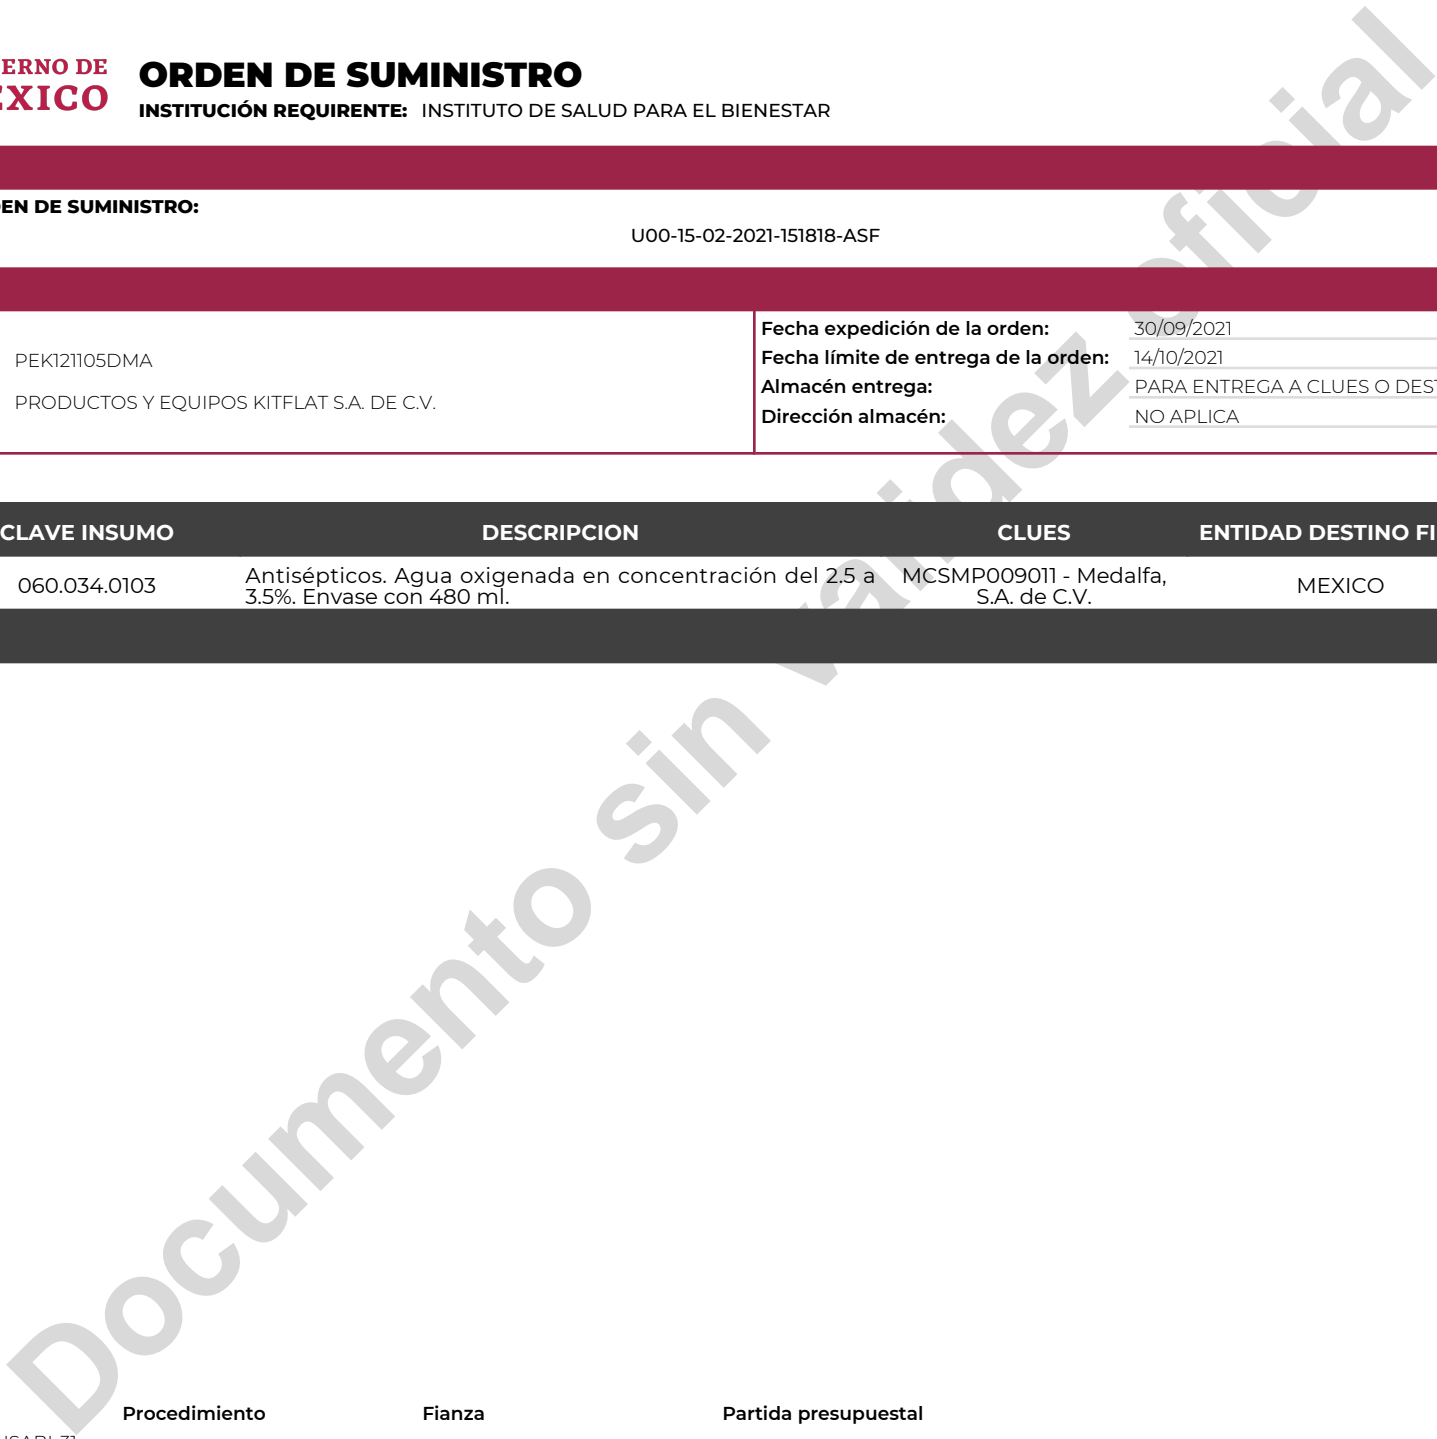 ERNO DE
ORDEN DE SUMINISTRO
XICO
INSTITUCIÓN REQUIRENTE: INSTITUTO DE SALUD PARA EL BIENESTAR
EN DE SUMINISTRO:
U00-15-02-2021-151818-ASF
Fecha expedición de la orden: 30/09/2021
PEK121105DMA
Fecha límite de entrega de la orden: 14/10/2021
Almacén entrega: PARA ENTREGA A CLUES O DEST
PRODUCTOS Y EQUIPOS KITFLAT S.A. DE C.V.
Dirección almacén: NO APLICA
CLAVE INSUMO DESCRIPCION CLUES ENTIDAD DESTINO FI
060.034.0103
Antisépticos. Agua oxigenada en concentración del 2.5 a
3.5%. Envase con 480 ml.
MCSMP009011 - Medalfa,
S.A. de C.V.
MEXICO
Documento sin validez oficial
Procedimiento Fianza Partida presupuestal